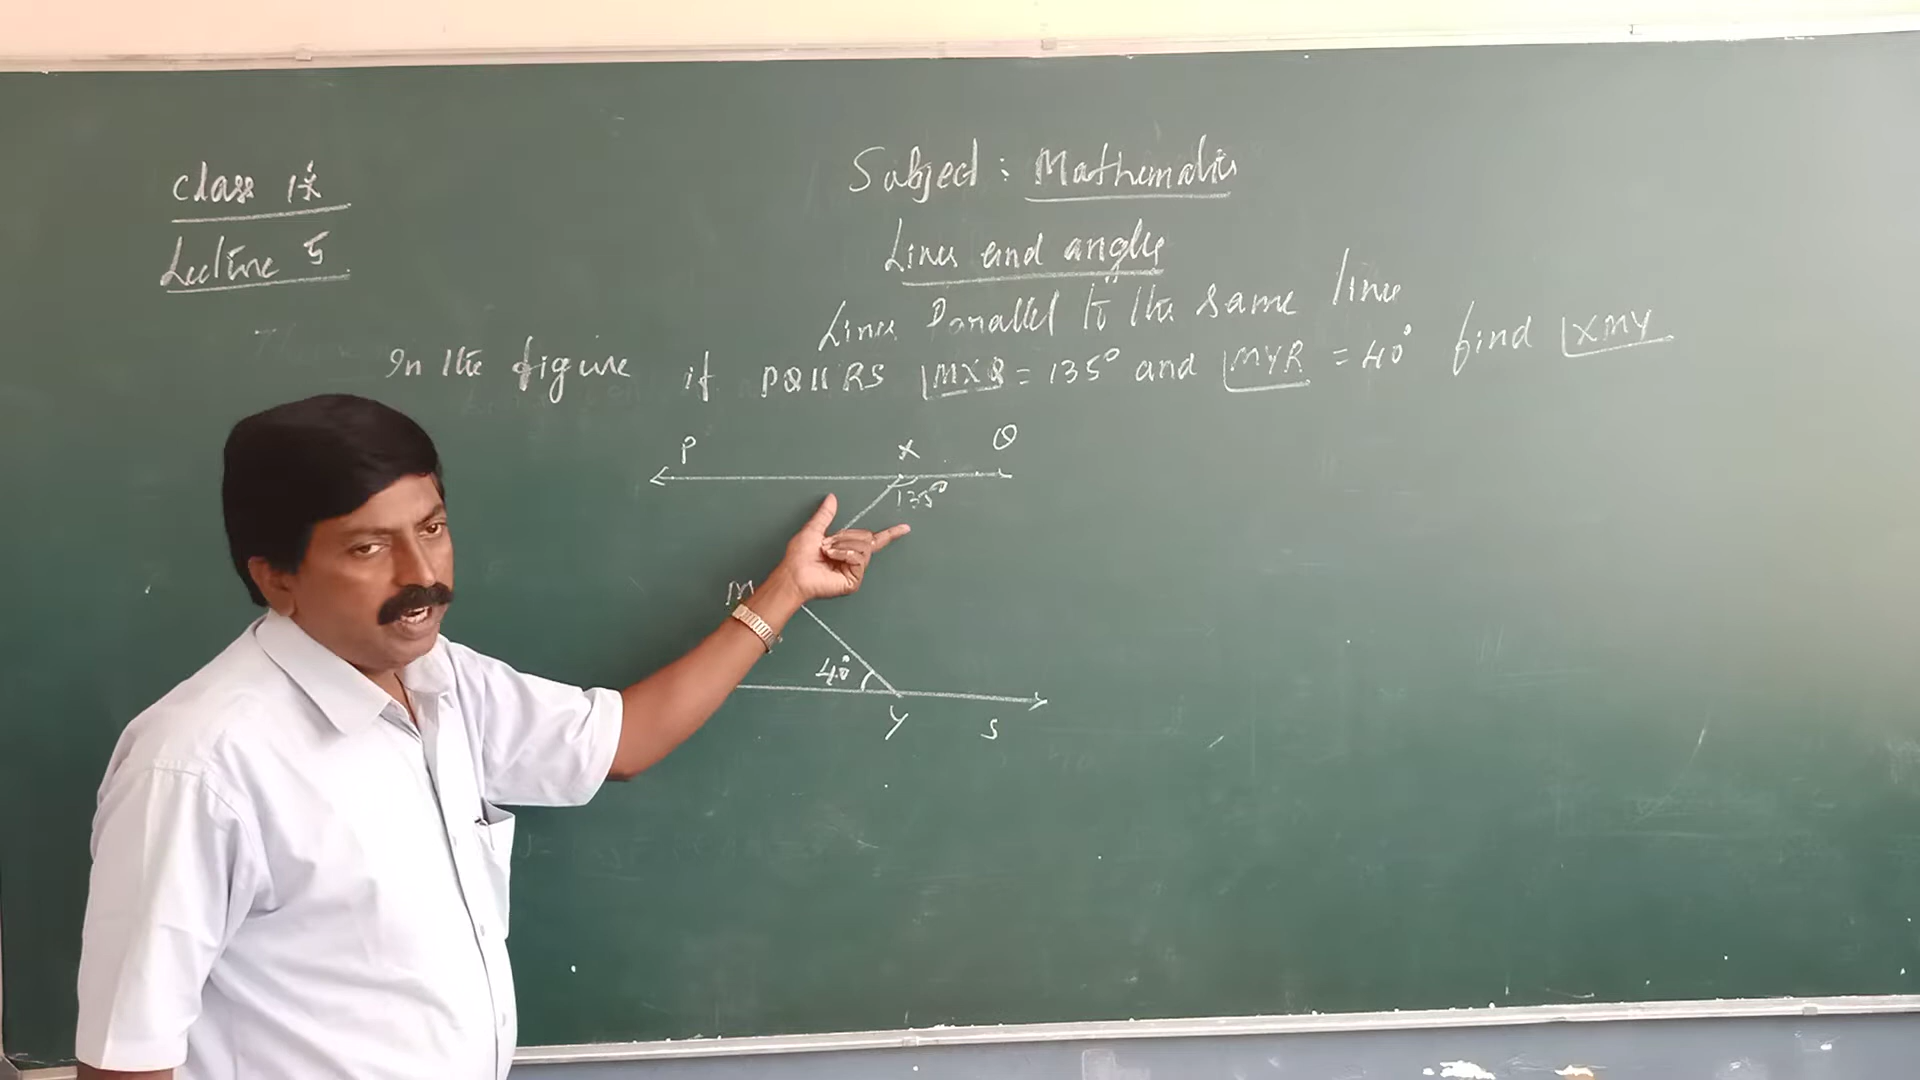 Class IX
Lecture 5
Subject : Mathematics
Lines and angles
Lines Parallel to the same line
In the figure if PQ || RS ∠MXQ = 135° and ∠MYR = 40° find ∠XMY
P X Q
135°
M
40°
Y S